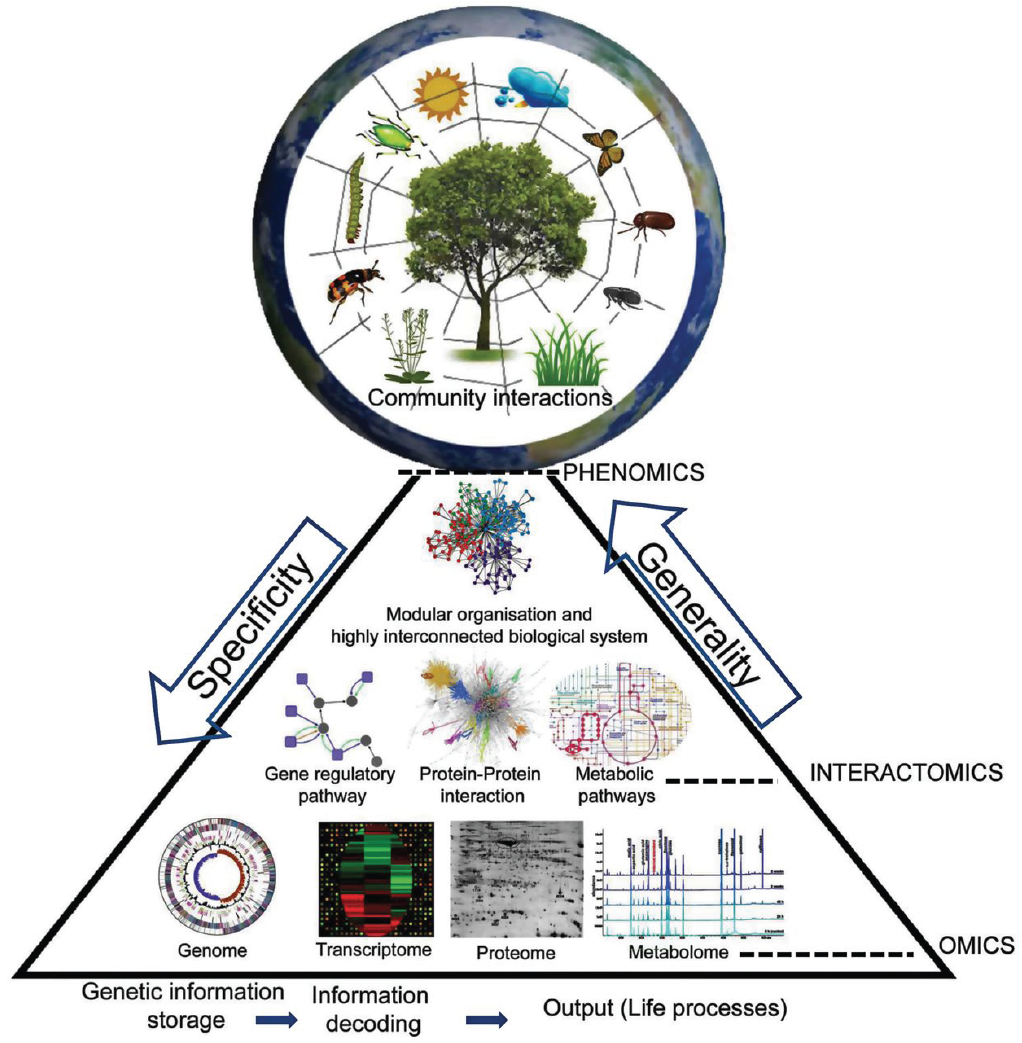 Community interactions
PHENOMICS
Specificity
Generality
Modular organisation and
highly interconnected biological system
Gene regulatory
pathway
Protein-Protein
interaction
Metabolic
pathways
INTERACTOMICS
Genome
Transcriptome
Proteome
Metabolome
OMICS
Genetic information
storage
Information
decoding
Output (Life processes)